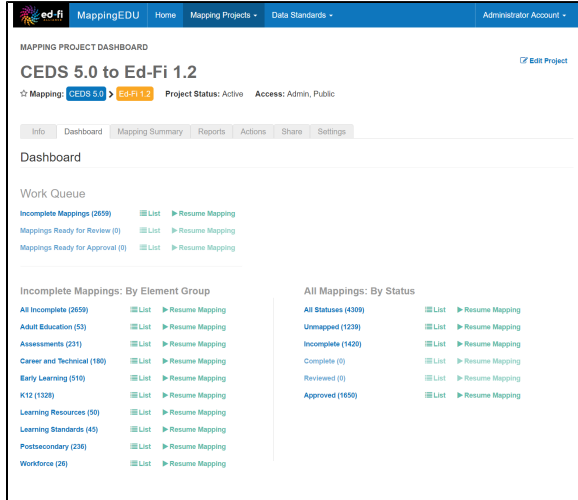 ed-fi ALLIANCE MappingEDU Home Mapping Projects Data Standards Administrator Account
MAPPING PROJECT DASHBOARD
CEDS 5.0 to Ed-Fi 1.2
Edit Project
Mapping: CEDS 5.0 > Ed-Fi 1.2 Project Status: Active Access: Admin, Public
Info Dashboard Mapping Summary Reports Actions Share Settings
Dashboard
Work Queue
Incomplete Mappings (2659) List Resume Mapping
Mappings Ready for Review (0) List Resume Mapping
Mappings Ready for Approval (0) List Resume Mapping
Incomplete Mappings: By Element Group
All Incomplete (2659) List Resume Mapping
Adult Education (53) List Resume Mapping
Assessments (231) List Resume Mapping
Career and Technical (180) List Resume Mapping
Early Learning (510) List Resume Mapping
K12 (1328) List Resume Mapping
Learning Resources (50) List Resume Mapping
Learning Standards (45) List Resume Mapping
Postsecondary (236) List Resume Mapping
Workforce (26) List Resume Mapping
All Mappings: By Status
All Statuses (4309) List Resume Mapping
Unmapped (1239) List Resume Mapping
Incomplete (1420) List Resume Mapping
Complete (0) List Resume Mapping
Reviewed (0) List Resume Mapping
Approved (1650) List Resume Mapping